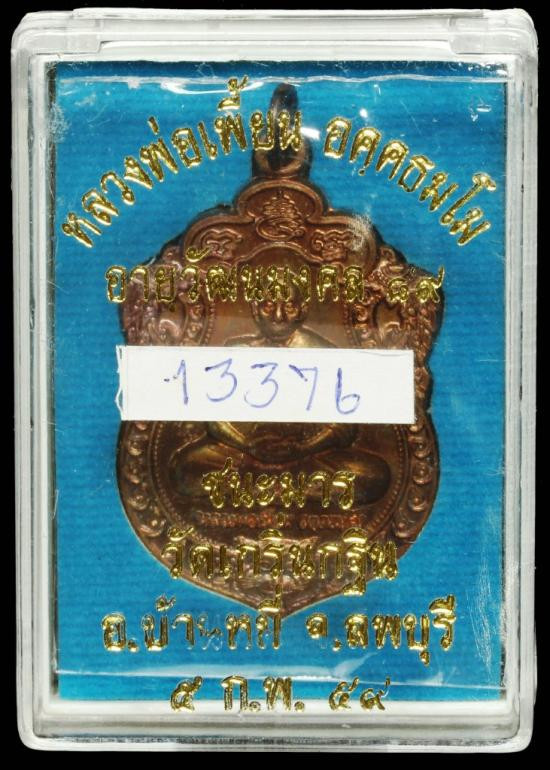 หลวงพ่อเพี้ยน อคฺคธมฺโม
อายุวัฒนมงคล ๘๙
13376
ชนะมาร
วัดเกริ่นกฐิน
อ.บ้านหมี่ จ.ลพบุรี
๕ ก.พ. ๕๙